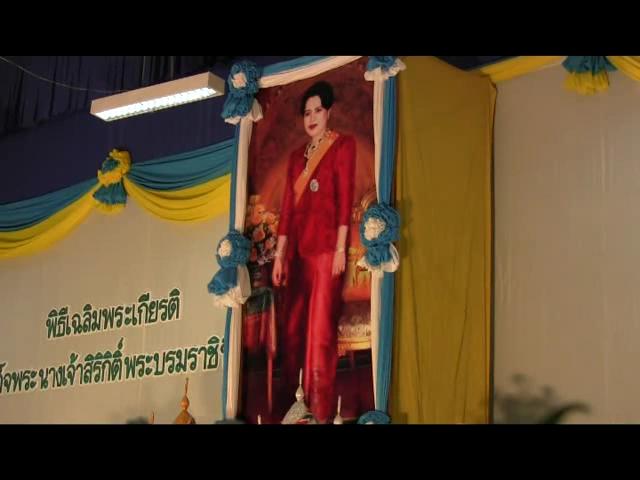 พิธีเฉลิมพระเกียรติ
พระนางเจ้าสิริกิติ์ พระบรมราชิ